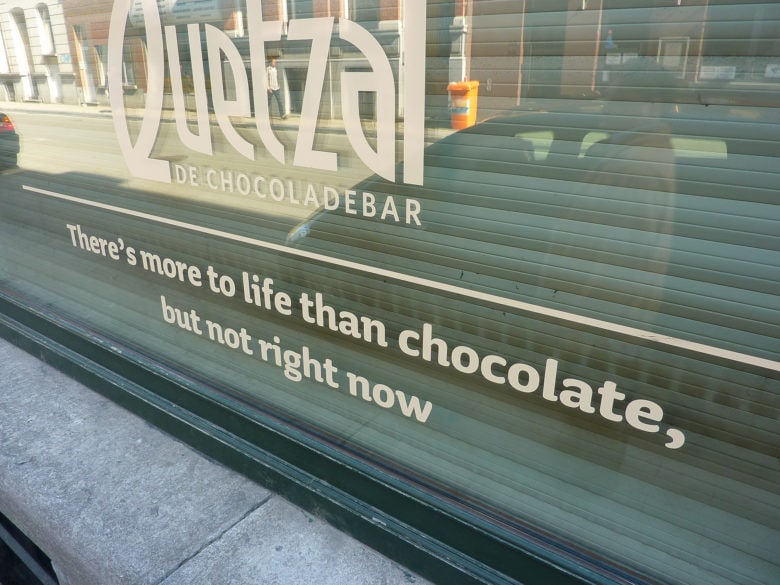 Quetzal
DE CHOCOLADEBAR
There's more to life than chocolate,
but not right now